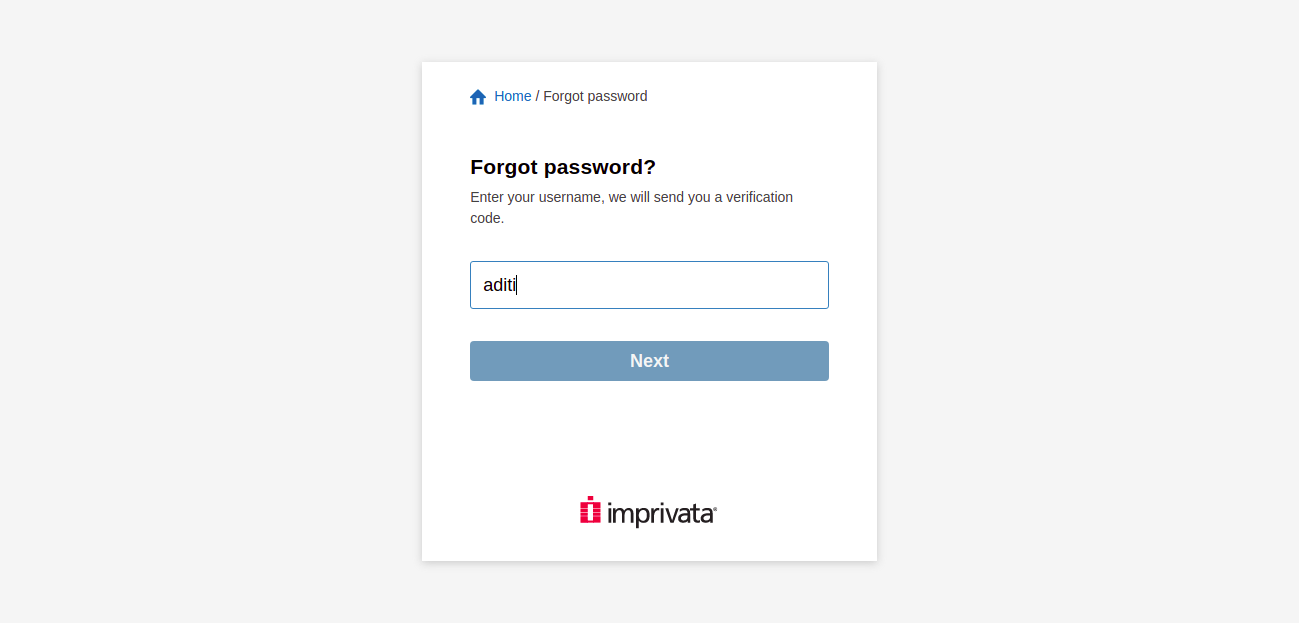 Home / Forgot password
Forgot password?
Enter your username, we will send you a verification
code.
aditi
Next
imprivata®